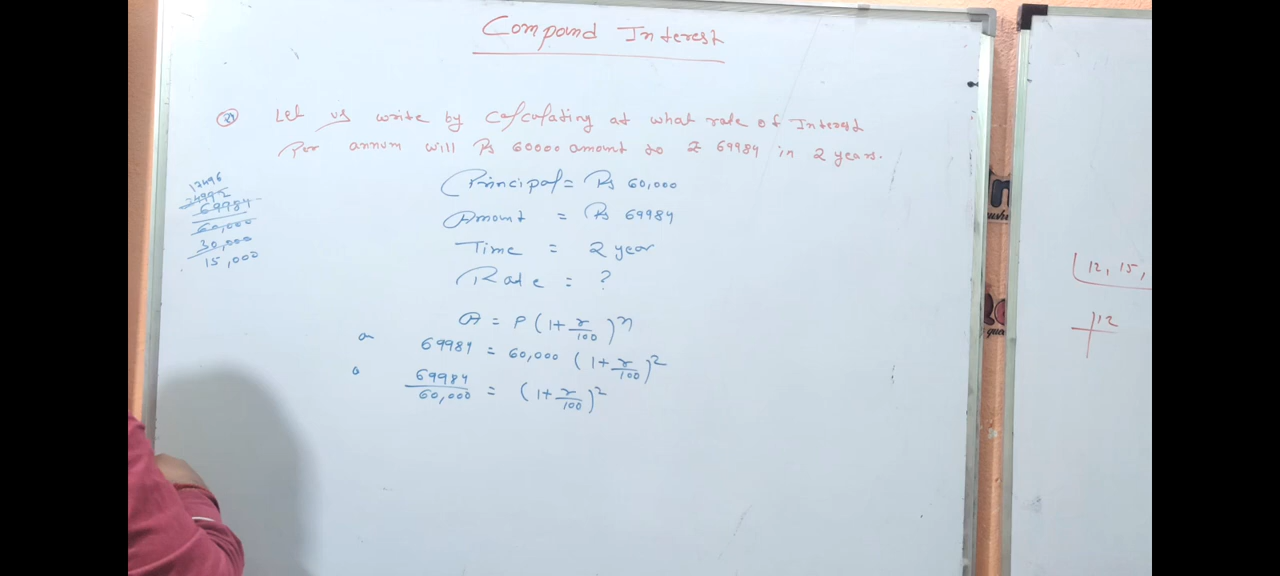 Compound Interest
(21) Let us write by calculating at what rate of Interest
Per annum will Rs 60000 amount to ₹ 69984 in 2 years.
Principal = Rs 60,000
Amount = Rs 69984
Time = 2 year
Rate = ?
A = P (1 + r/100)^n
or 69984 = 60,000 (1 + r/100)^2
or 69984/60,000 = (1 + r/100)^2
69984
60,000
30,000
15,000
12, 15,
12